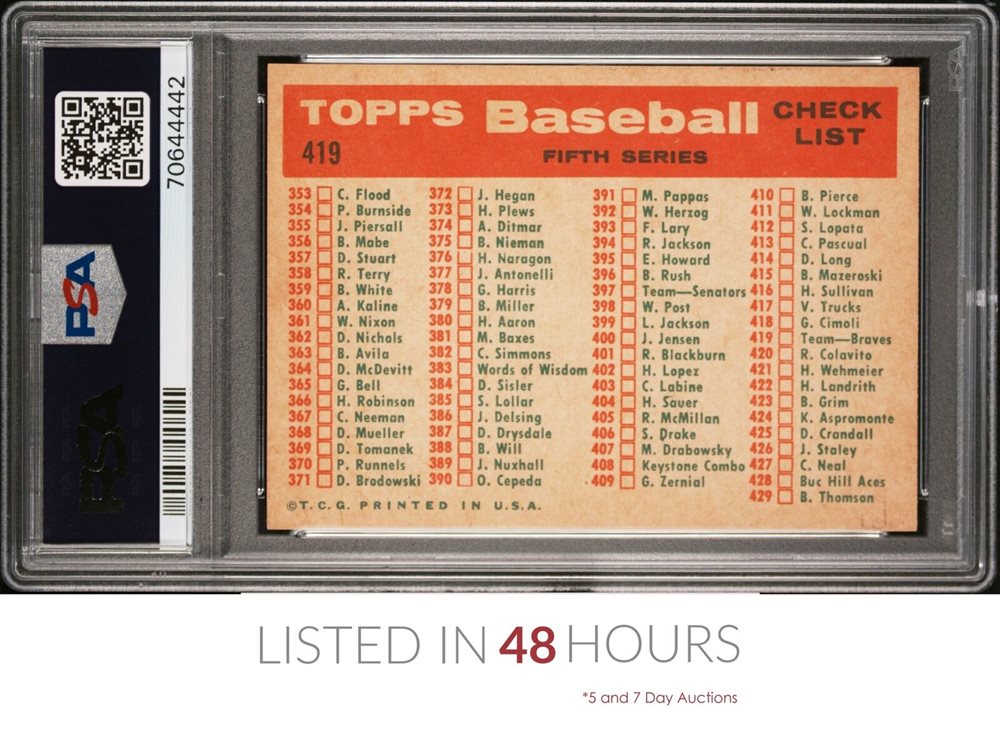 70644442
PSA
PSA
TOPPS Baseball CHECK LIST
419 FIFTH SERIES
353 C. Flood
354 P. Burnside
355 J. Piersall
356 B. Mabe
357 D. Stuart
358 R. Terry
359 B. White
360 A. Kaline
361 W. Nixon
362 D. Nichols
363 B. Avila
364 D. McDevitt
365 G. Bell
366 H. Robinson
367 C. Neeman
368 D. Mueller
369 D. Tomanek
370 P. Runnels
371 D. Brodowski
372 J. Hegan
373 H. Plews
374 A. Ditmar
375 B. Nieman
376 H. Naragon
377 J. Antonelli
378 G. Harris
379 B. Miller
380 H. Aaron
381 M. Baxes
382 C. Simmons
383 Words of Wisdom
384 D. Sisler
385 S. Lollar
386 J. Delsing
387 D. Drysdale
388 B. Will
389 J. Nuxhall
390 O. Cepeda
391 M. Pappas
392 W. Herzog
393 F. Lary
394 R. Jackson
395 E. Howard
396 B. Rush
397 Team—Senators
398 W. Post
399 L. Jackson
400 J. Jensen
401 R. Blackburn
402 H. Lopez
403 C. Labine
404 H. Sauer
405 R. McMillan
406 S. Drake
407 M. Drabowsky
408 Keystone Combo
409 G. Zernial
410 B. Pierce
411 W. Lockman
412 S. Lopata
413 C. Pascual
414 D. Long
415 B. Mazeroski
416 H. Sullivan
417 V. Trucks
418 G. Cimoli
419 Team—Braves
420 R. Colavito
421 H. Wehmeier
422 H. Landrith
423 B. Grim
424 K. Aspromonte
425 D. Crandall
426 J. Staley
427 C. Neal
428 Buc Hill Aces
429 B. Thomson
©T.C.G. PRINTED IN U.S.A.
LISTED IN 48 HOURS
*5 and 7 Day Auctions